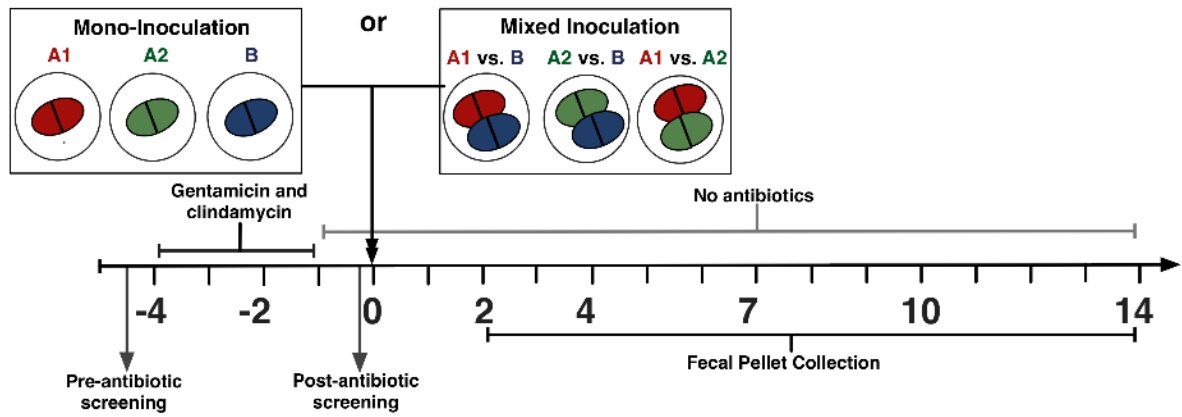 Mono-Inoculation
A1 A2 B
or
Mixed Inoculation
A1 vs. B A2 vs. B A1 vs. A2
Gentamicin and
clindamycin
No antibiotics
-4 -2 0 2 4 7 10 14
Pre-antibiotic
screening
Post-antibiotic
screening
Fecal Pellet Collection